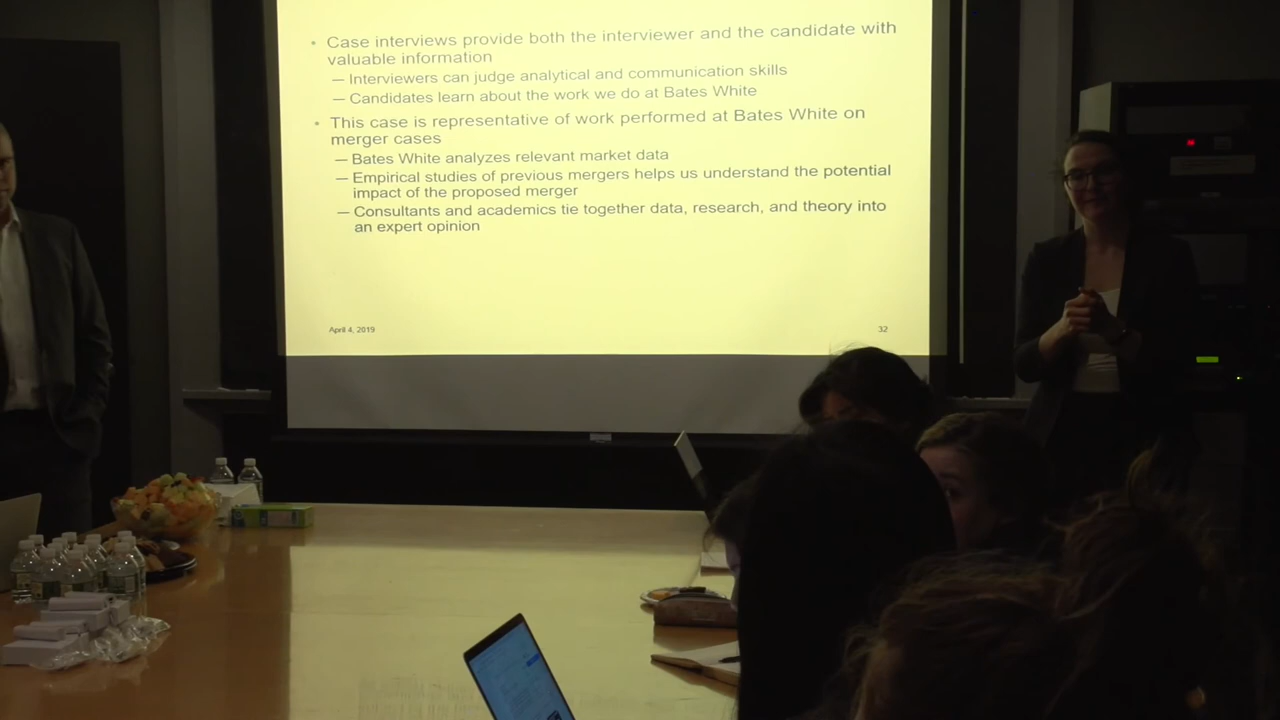 • Case interviews provide both the interviewer and the candidate with
valuable information
— Interviewers can judge analytical and communication skills
— Candidates learn about the work we do at Bates White
• This case is representative of work performed at Bates White on
merger cases
— Bates White analyzes relevant market data
— Empirical studies of previous mergers helps us understand the potential
impact of the proposed merger
— Consultants and academics tie together data, research, and theory into
an expert opinion
April 4, 2019
32